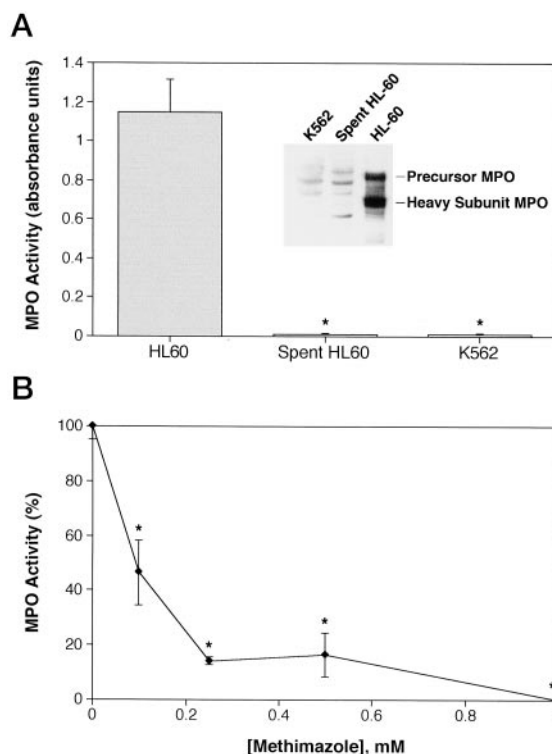 A
MPO Activity (absorbance units)
1.4
1.2
1
0.8
0.6
0.4
0.2
0
K562
Spent HL-60
HL-60
Precursor MPO
Heavy Subunit MPO
*
*
HL60
Spent HL60
K562
B
MPO Activity (%)
100
80
60
40
20
0
*
*
*
*
0
0.2
0.4
0.6
0.8
[Methimazole], mM